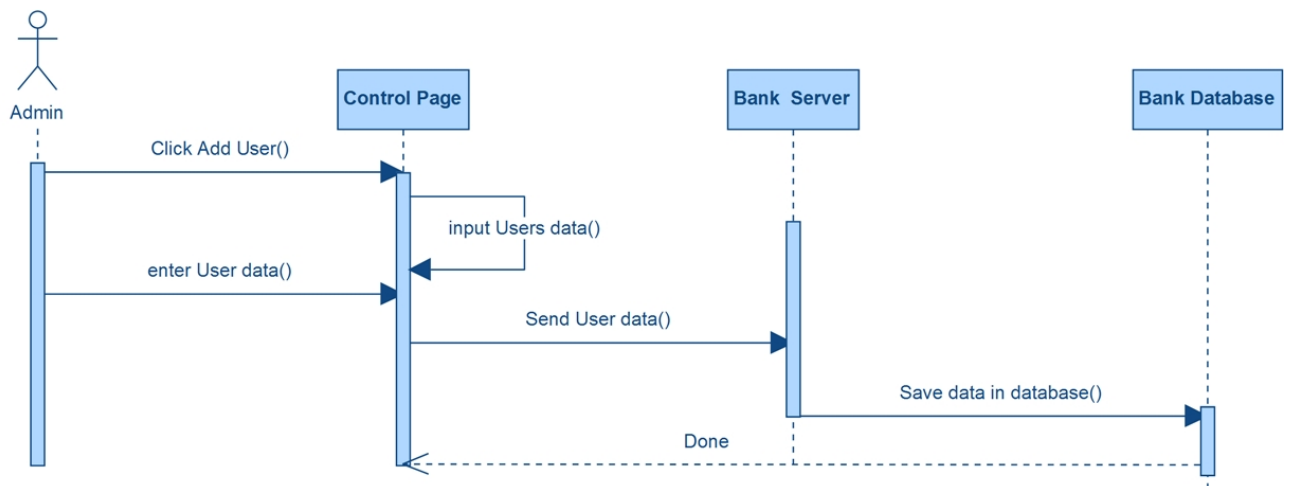 Admin
Control Page
Bank Server
Bank Database
Click Add User()
input Users data()
enter User data()
Send User data()
Save data in database()
Done